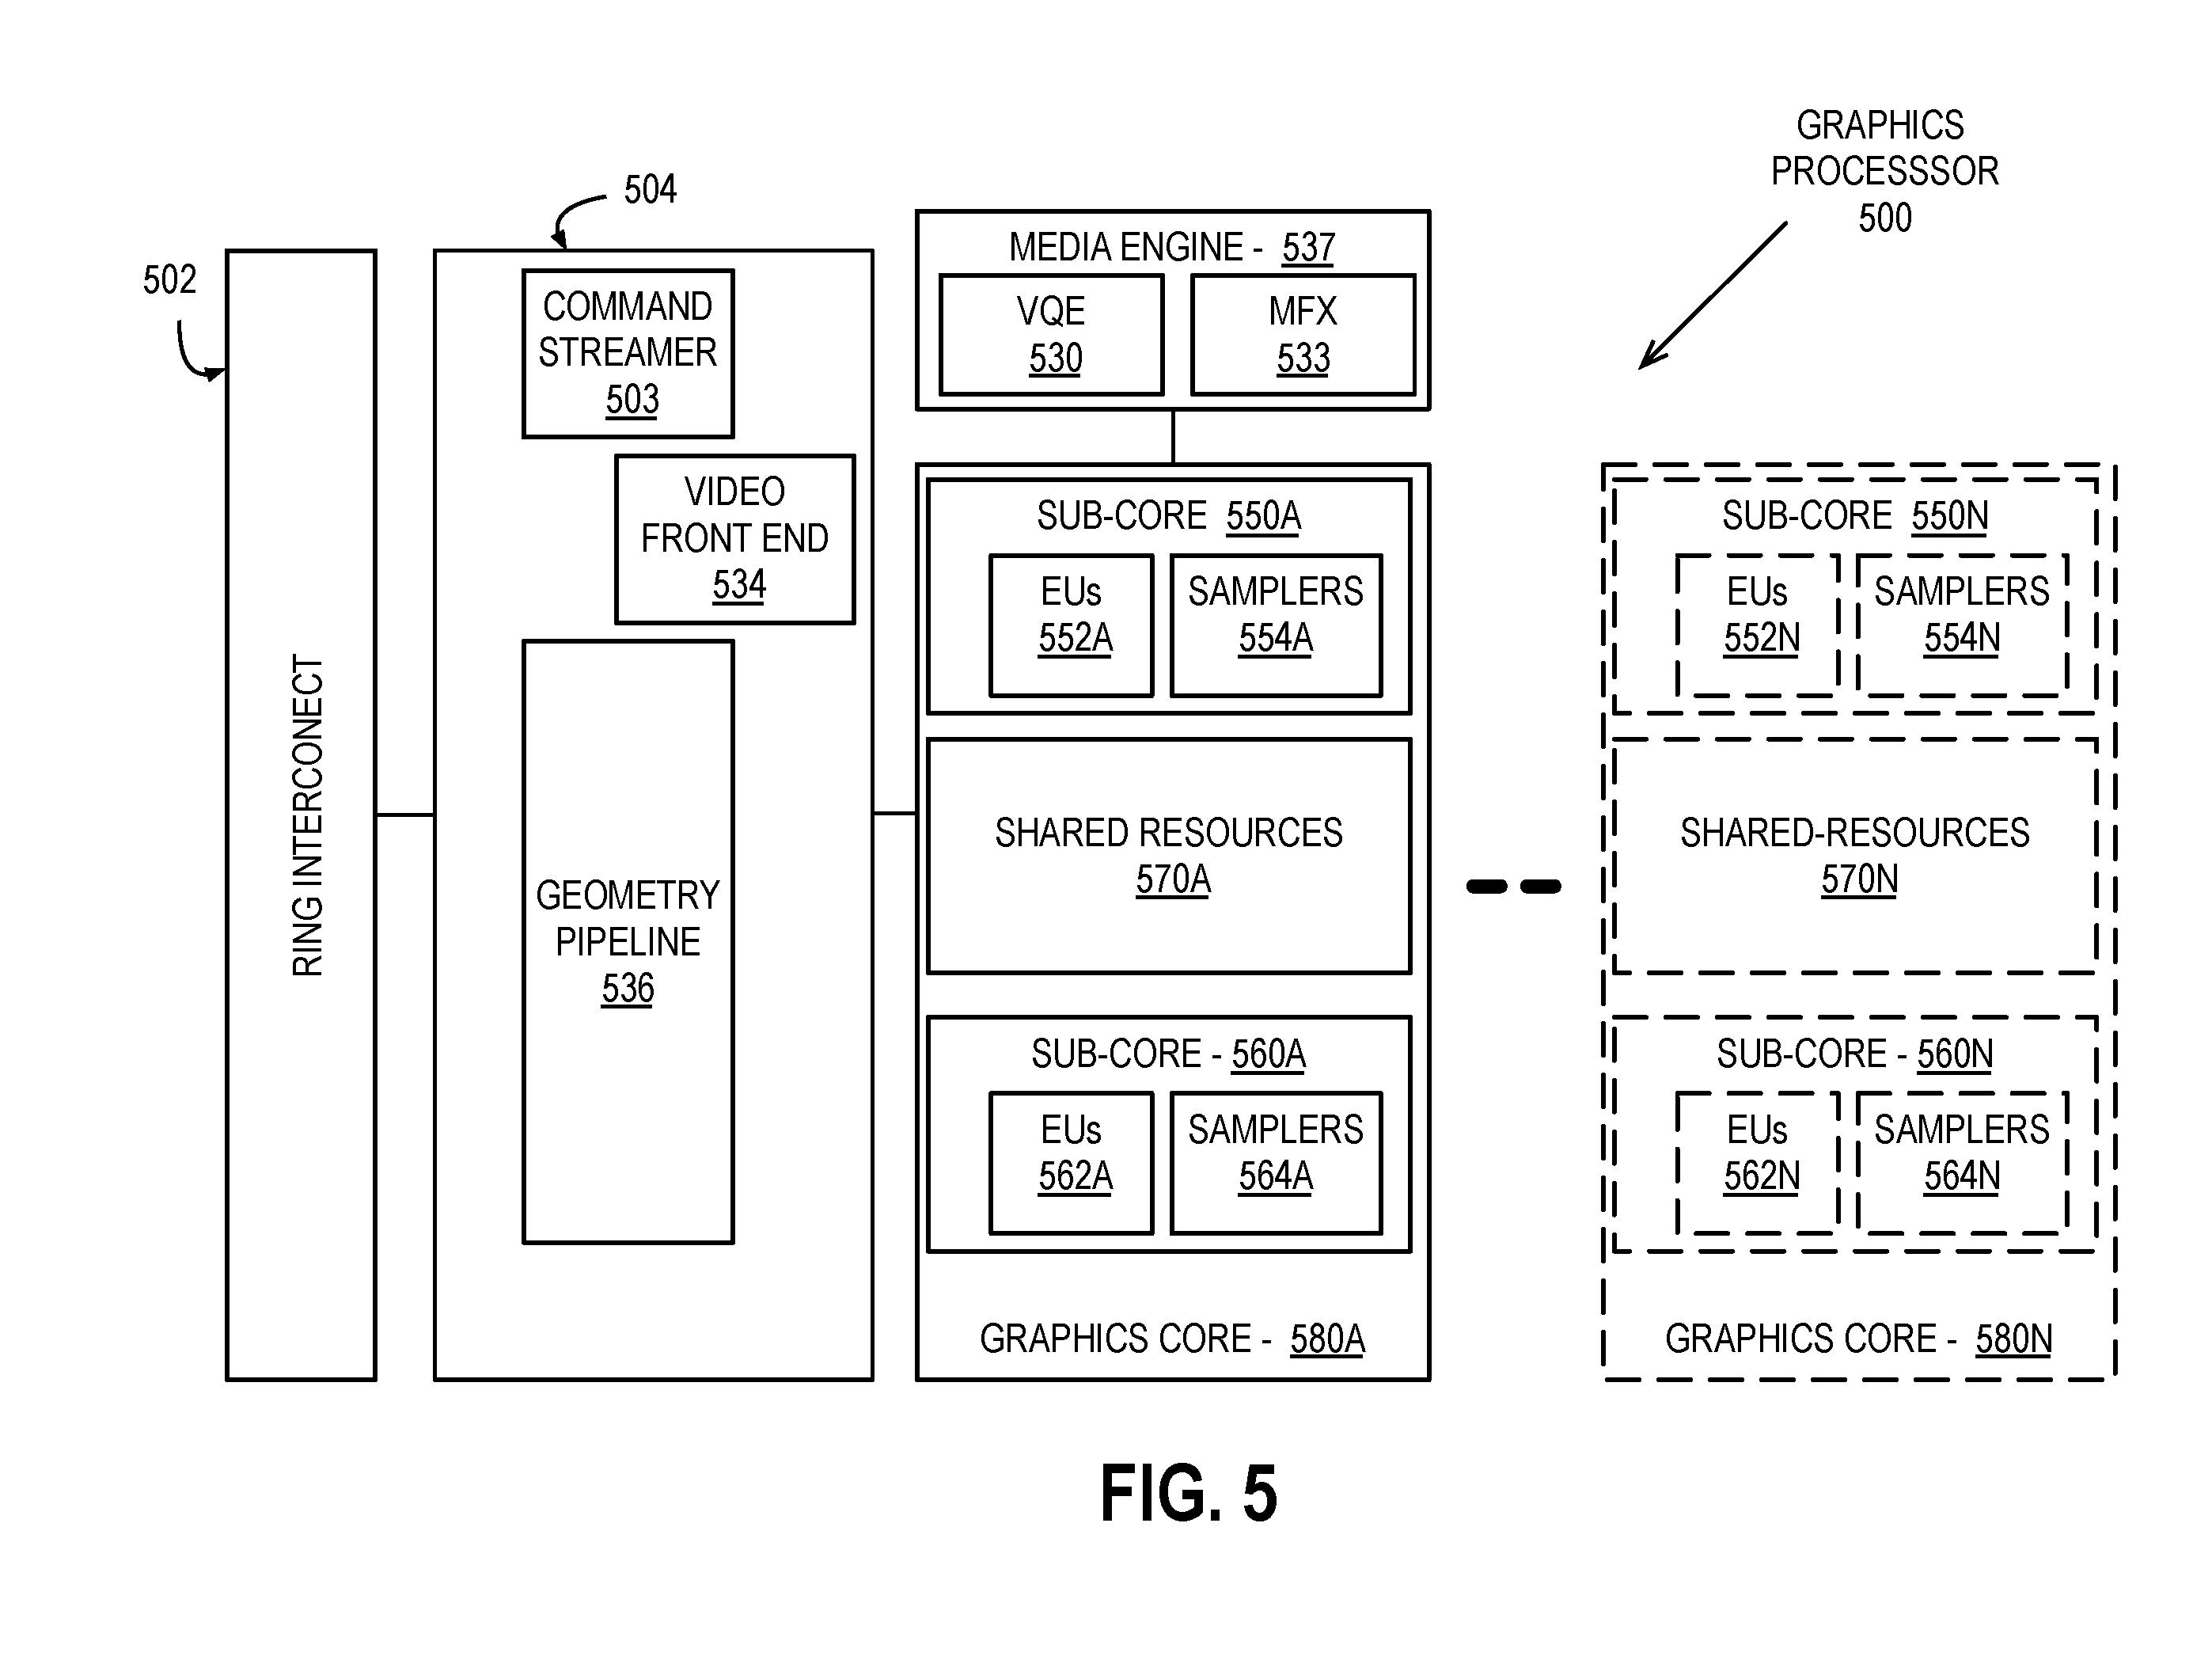 GRAPHICS
PROCESSSOR
500
504
502
RING INTERCONECT
COMMAND
STREAMER
503
VIDEO
FRONT END
534
GEOMETRY
PIPELINE
536
MEDIA ENGINE - 537
VQE
530
MFX
533
SUB-CORE 550A
EUs
552A
SAMPLERS
554A
SHARED RESOURCES
570A
SUB-CORE - 560A
EUs
562A
SAMPLERS
564A
GRAPHICS CORE - 580A
SUB-CORE 550N
EUs
552N
SAMPLERS
554N
SHARED-RESOURCES
570N
SUB-CORE - 560N
EUs
562N
SAMPLERS
564N
GRAPHICS CORE - 580N
FIG. 5